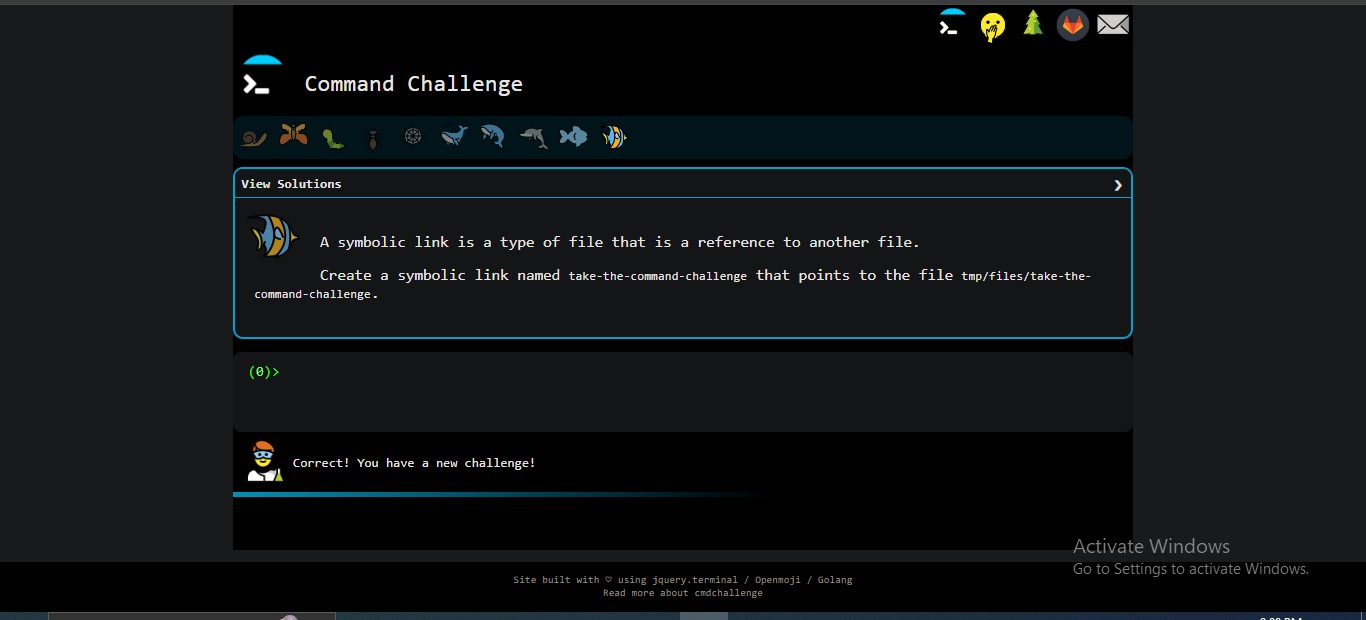 Command Challenge
View Solutions
A symbolic link is a type of file that is a reference to another file.
Create a symbolic link named take-the-command-challenge that points to the file tmp/files/take-the-
command-challenge.
(0)>
Correct! You have a new challenge!
Activate Windows
Go to Settings to activate Windows.
Site built with ♡ using jquery.terminal / Openmoji / Golang
Read more about cmdchallenge